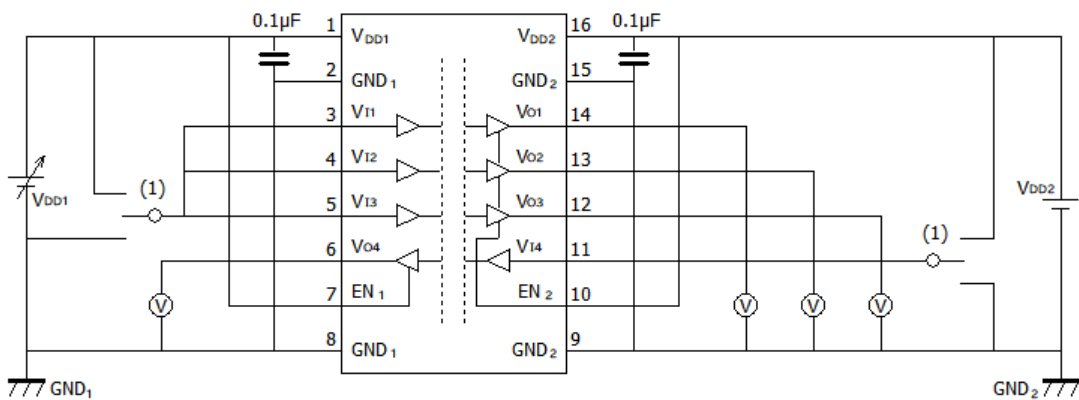 0.1µF 1 VDD1 VDD2 16 0.1µF
2 GND1 GND2 15
3 VI1 VO1 14
4 VI2 VO2 13
VDD1 (1) 5 VI3 VO3 12 (1) VDD2
6 VO4 VI4 11
V 7 EN1 EN2 10 V V V
8 GND1 GND2 9
GND1 GND2